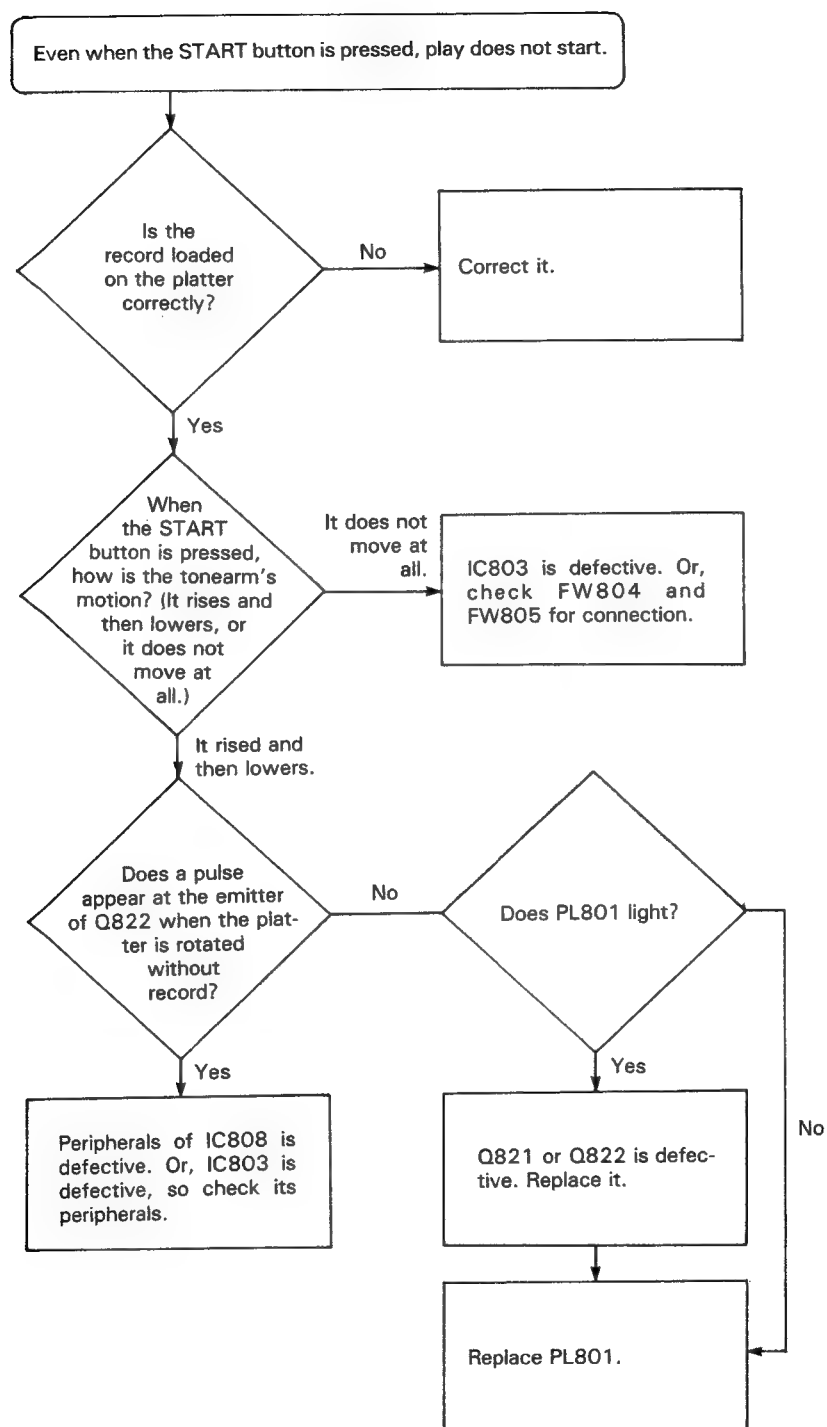 Even when the START button is pressed, play does not start.
Is the
record loaded
on the platter
correctly?
No
Correct it.
Yes
When
the START
button is pressed,
how is the tonearm's
motion? (It rises and
then lowers, or
it does not
move at
all.)
It does not
move at
all.
IC803 is defective. Or,
check FW804 and
FW805 for connection.
It rised and
then lowers.
Does a pulse
appear at the emitter
of Q822 when the plat-
ter is rotated
without
record?
No
Does PL801 light?
Yes
Yes
No
Peripherals of IC808 is
defective. Or, IC803 is
defective, so check its
peripherals.
Q821 or Q822 is defec-
tive. Replace it.
Replace PL801.